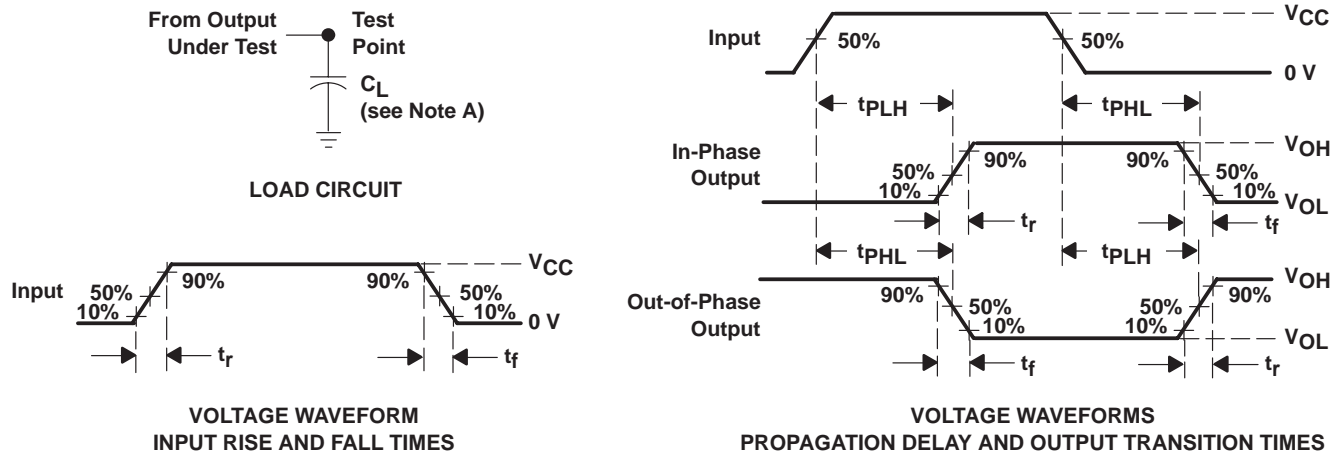 From Output
Under Test
Test
Point
CL
(see Note A)
LOAD CIRCUIT
Input
50%
10%
90%
90%
50%
10%
VCC
0 V
tr
tf
VOLTAGE WAVEFORM
INPUT RISE AND FALL TIMES
Input
50%
50%
VCC
0 V
tPLH
tPHL
In-Phase
Output
50%
10%
90%
90%
50%
10%
VOH
VOL
tr
tf
tPHL
tPLH
Out-of-Phase
Output
90%
50%
10%
50%
10%
90%
VOH
VOL
tf
tr
VOLTAGE WAVEFORMS
PROPAGATION DELAY AND OUTPUT TRANSITION TIMES